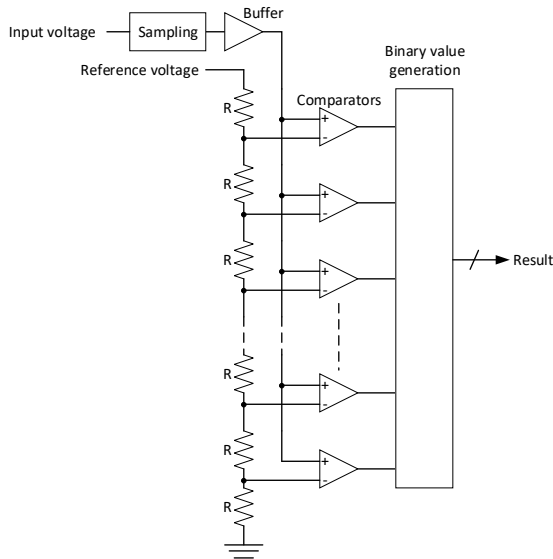 Buffer
Input voltage
Sampling
Binary value
generation
Reference voltage
Comparators
R
+
-
R
+
-
R
+
-
Result
R
+
-
R
+
-
R